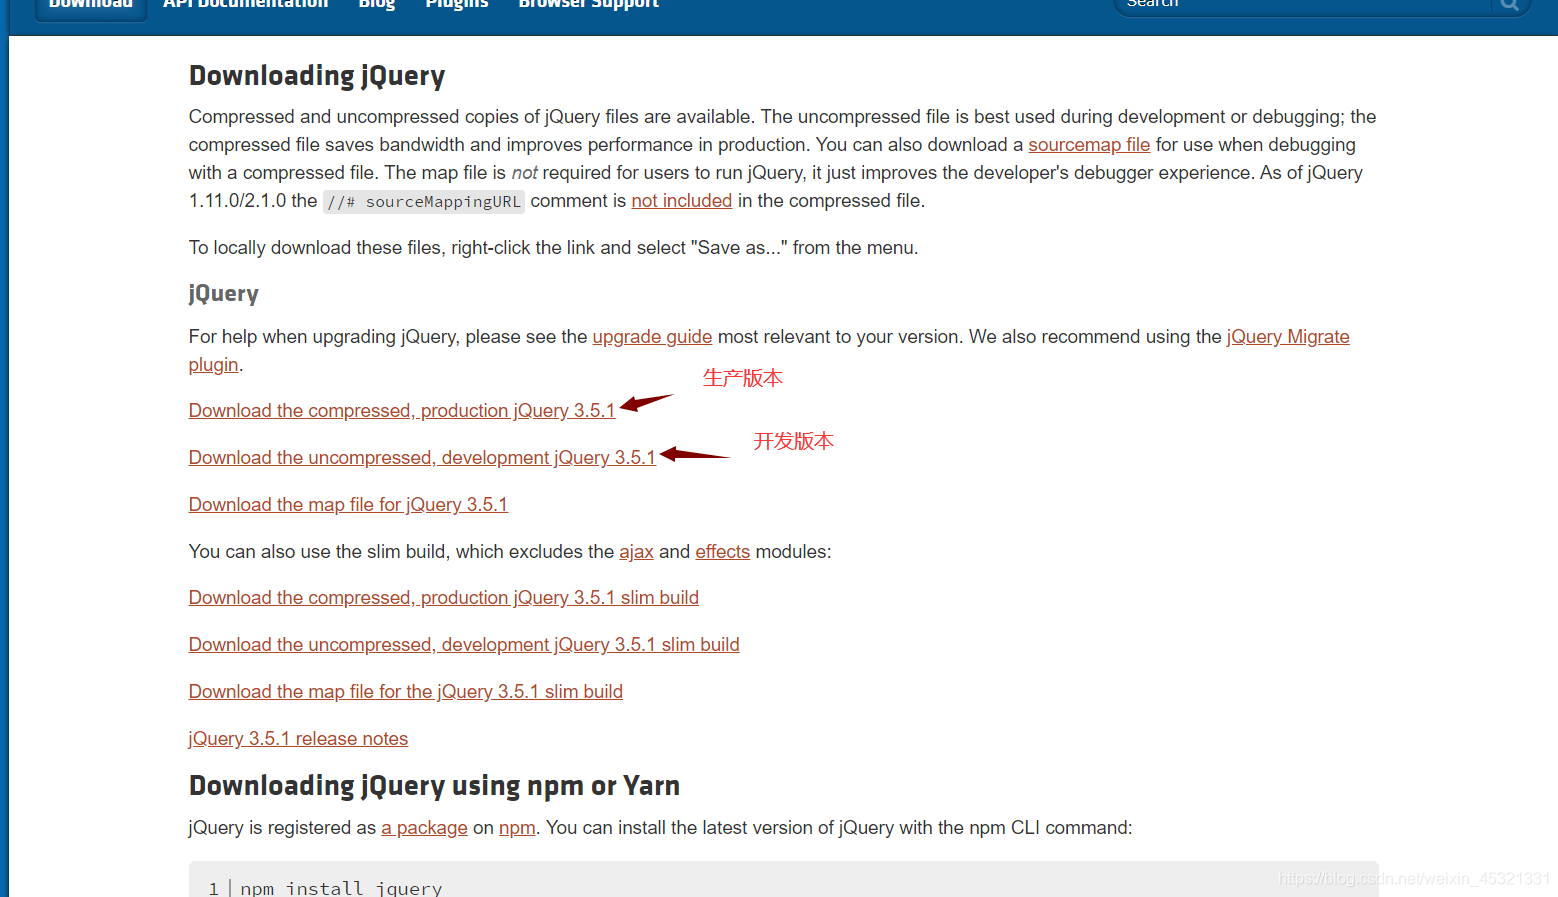 Download API Documentation Blog Plugins Browser Support Search
Downloading jQuery
Compressed and uncompressed copies of jQuery files are available. The uncompressed file is best used during development or debugging; the
compressed file saves bandwidth and improves performance in production. You can also download a sourcemap file for use when debugging
with a compressed file. The map file is not required for users to run jQuery, it just improves the developer's debugger experience. As of jQuery
1.11.0/2.1.0 the //# sourceMappingURL comment is not included in the compressed file.
To locally download these files, right-click the link and select "Save as..." from the menu.
jQuery
For help when upgrading jQuery, please see the upgrade guide most relevant to your version. We also recommend using the jQuery Migrate
plugin.
生产版本
Download the compressed, production jQuery 3.5.1
开发版本
Download the uncompressed, development jQuery 3.5.1
Download the map file for jQuery 3.5.1
You can also use the slim build, which excludes the ajax and effects modules:
Download the compressed, production jQuery 3.5.1 slim build
Download the uncompressed, development jQuery 3.5.1 slim build
Download the map file for the jQuery 3.5.1 slim build
jQuery 3.5.1 release notes
Downloading jQuery using npm or Yarn
jQuery is registered as a package on npm. You can install the latest version of jQuery with the npm CLI command:
1 npm install jquery
https://blog.csdn.net/weixin_45321331